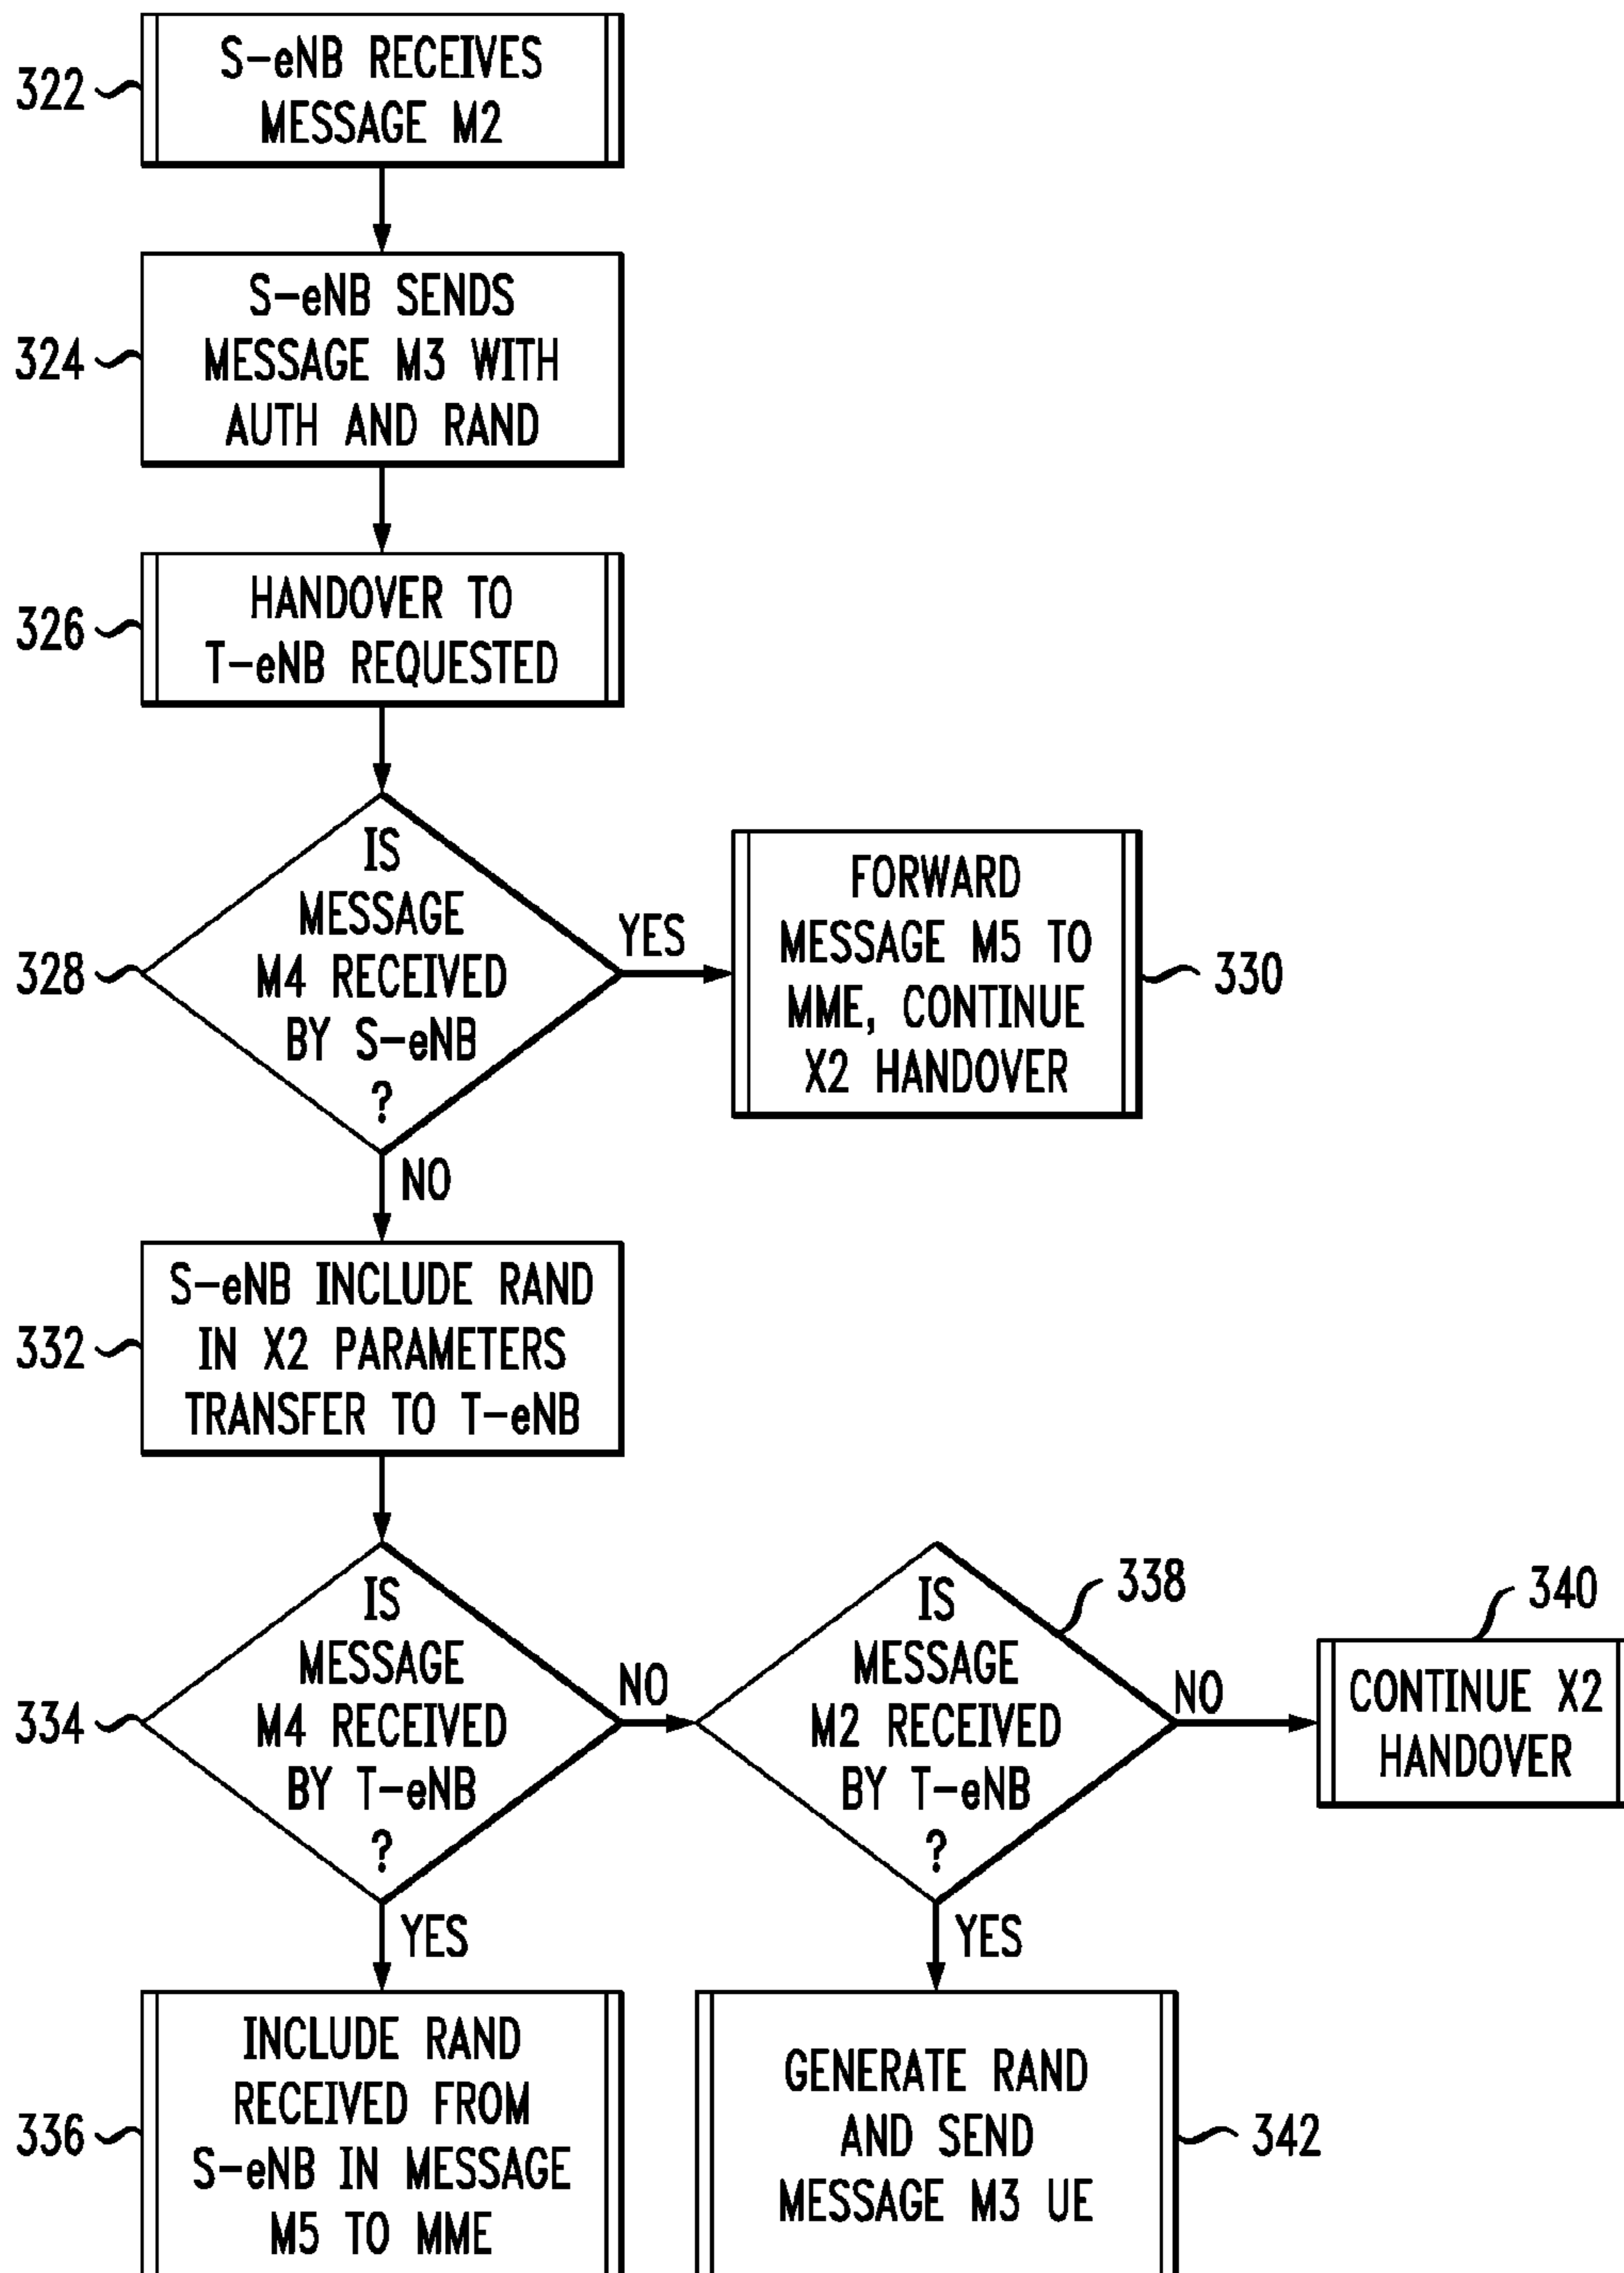 322
S-eNB RECEIVES
MESSAGE M2
324
S-eNB SENDS
MESSAGE M3 WITH
AUTH AND RAND
326
HANDOVER TO
T-eNB REQUESTED
328
IS
MESSAGE
M4 RECEIVED
BY S-eNB
?
YES
FORWARD
MESSAGE M5 TO
MME, CONTINUE
X2 HANDOVER
330
NO
332
S-eNB INCLUDE RAND
IN X2 PARAMETERS
TRANSFER TO T-eNB
334
IS
MESSAGE
M4 RECEIVED
BY T-eNB
?
NO
338
IS
MESSAGE
M2 RECEIVED
BY T-eNB
?
NO
340
CONTINUE X2
HANDOVER
YES
336
INCLUDE RAND
RECEIVED FROM
S-eNB IN MESSAGE
M5 TO MME
YES
GENERATE RAND
AND SEND
MESSAGE M3 UE
342